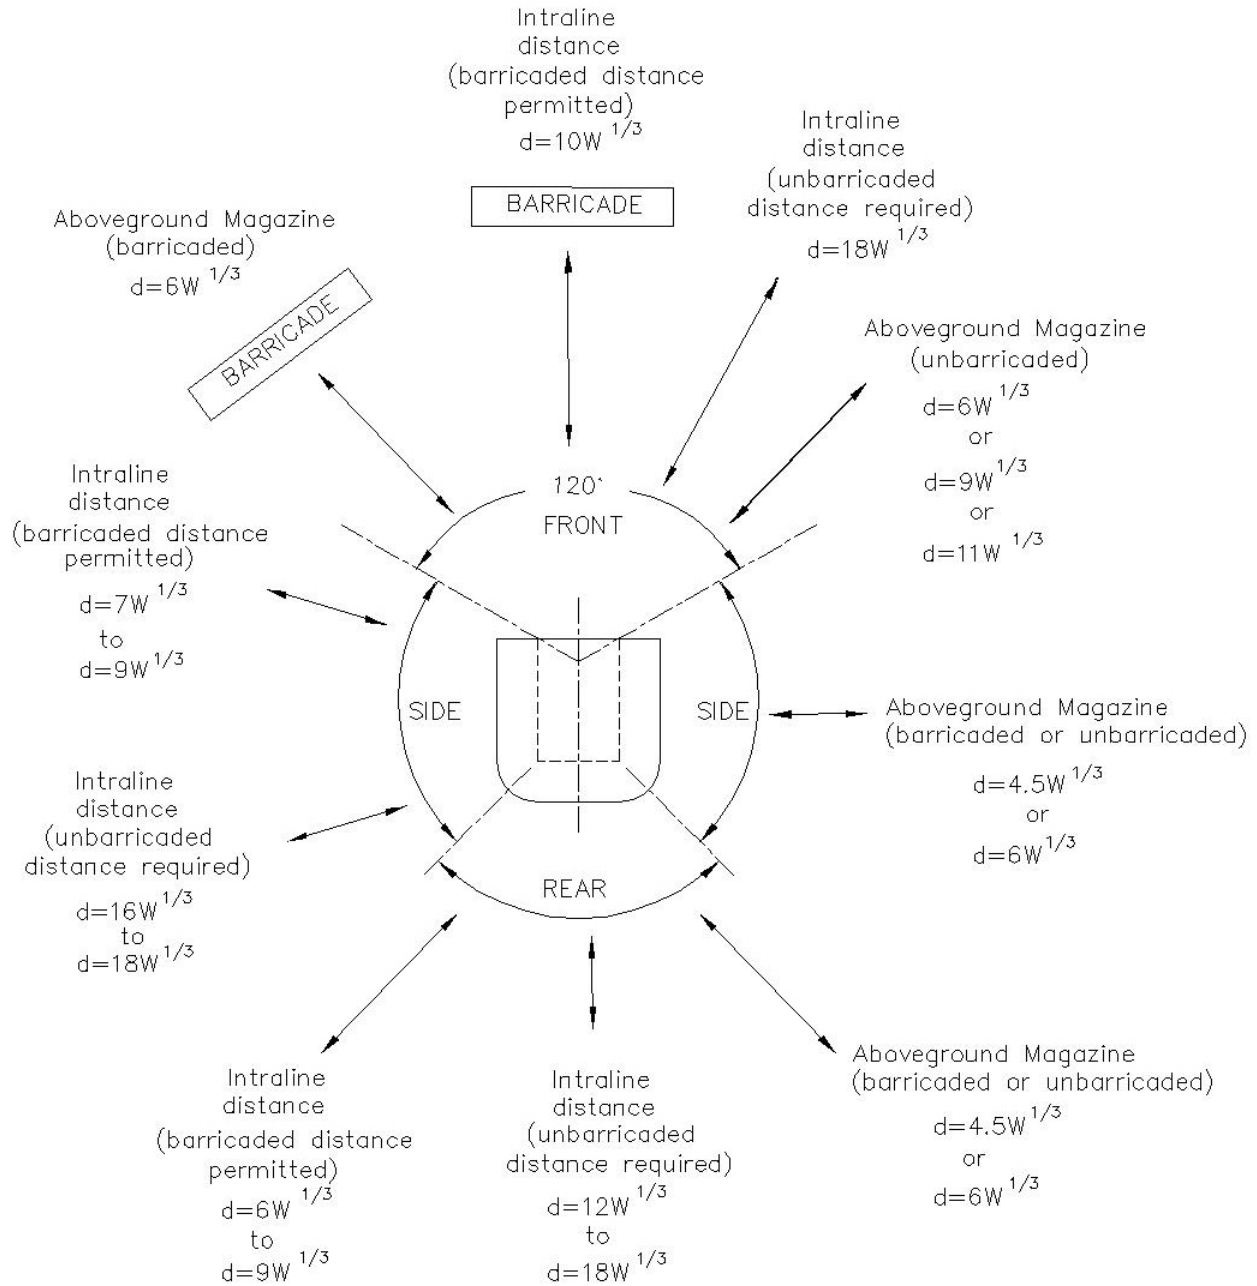 Intraline
distance
(barricaded distance
permitted)
d=10W 1/3
BARRICADE
Intraline
distance
(unbarricaded
distance required)
d=18W 1/3
Aboveground Magazine
(barricaded)
d=6W 1/3
BARRICADE
Aboveground Magazine
(unbarricaded)
d=6W 1/3
or
d=9W 1/3
or
d=11W 1/3
Intraline
distance
(barricaded distance
permitted)
d=7W 1/3
to
d=9W 1/3
120`
FRONT
SIDE
SIDE
Aboveground Magazine
(barricaded or unbarricaded)
d=4.5W 1/3
or
d=6W 1/3
Intraline
distance
(unbarricaded
distance required)
d=16W 1/3
to
d=18W 1/3
REAR
Intraline
distance
(barricaded distance
permitted)
d=6W 1/3
to
d=9W 1/3
Intraline
distance
(unbarricaded
distance required)
d=12W 1/3
to
d=18W 1/3
Aboveground Magazine
(barricaded or unbarricaded)
d=4.5W 1/3
or
d=6W 1/3